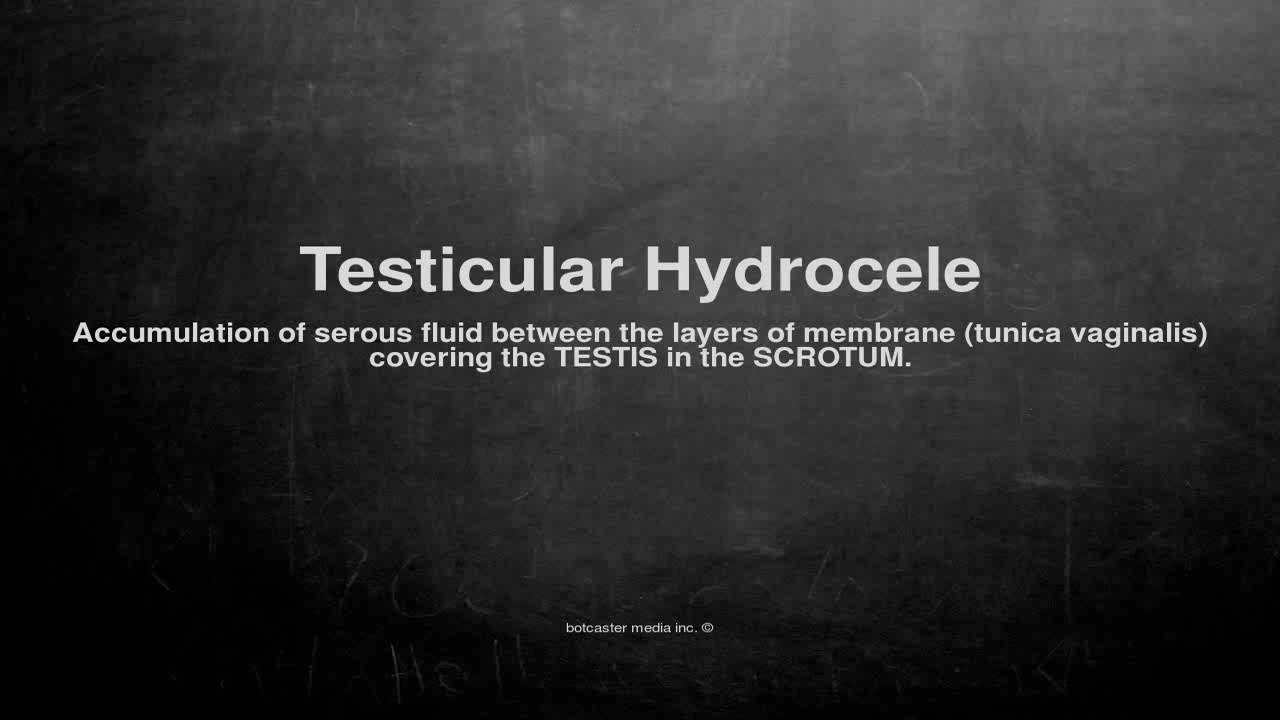 Testicular Hydrocele
Accumulation of serous fluid between the layers of membrane (tunica vaginalis)
covering the TESTIS in the SCROTUM.
botcaster media inc. ©